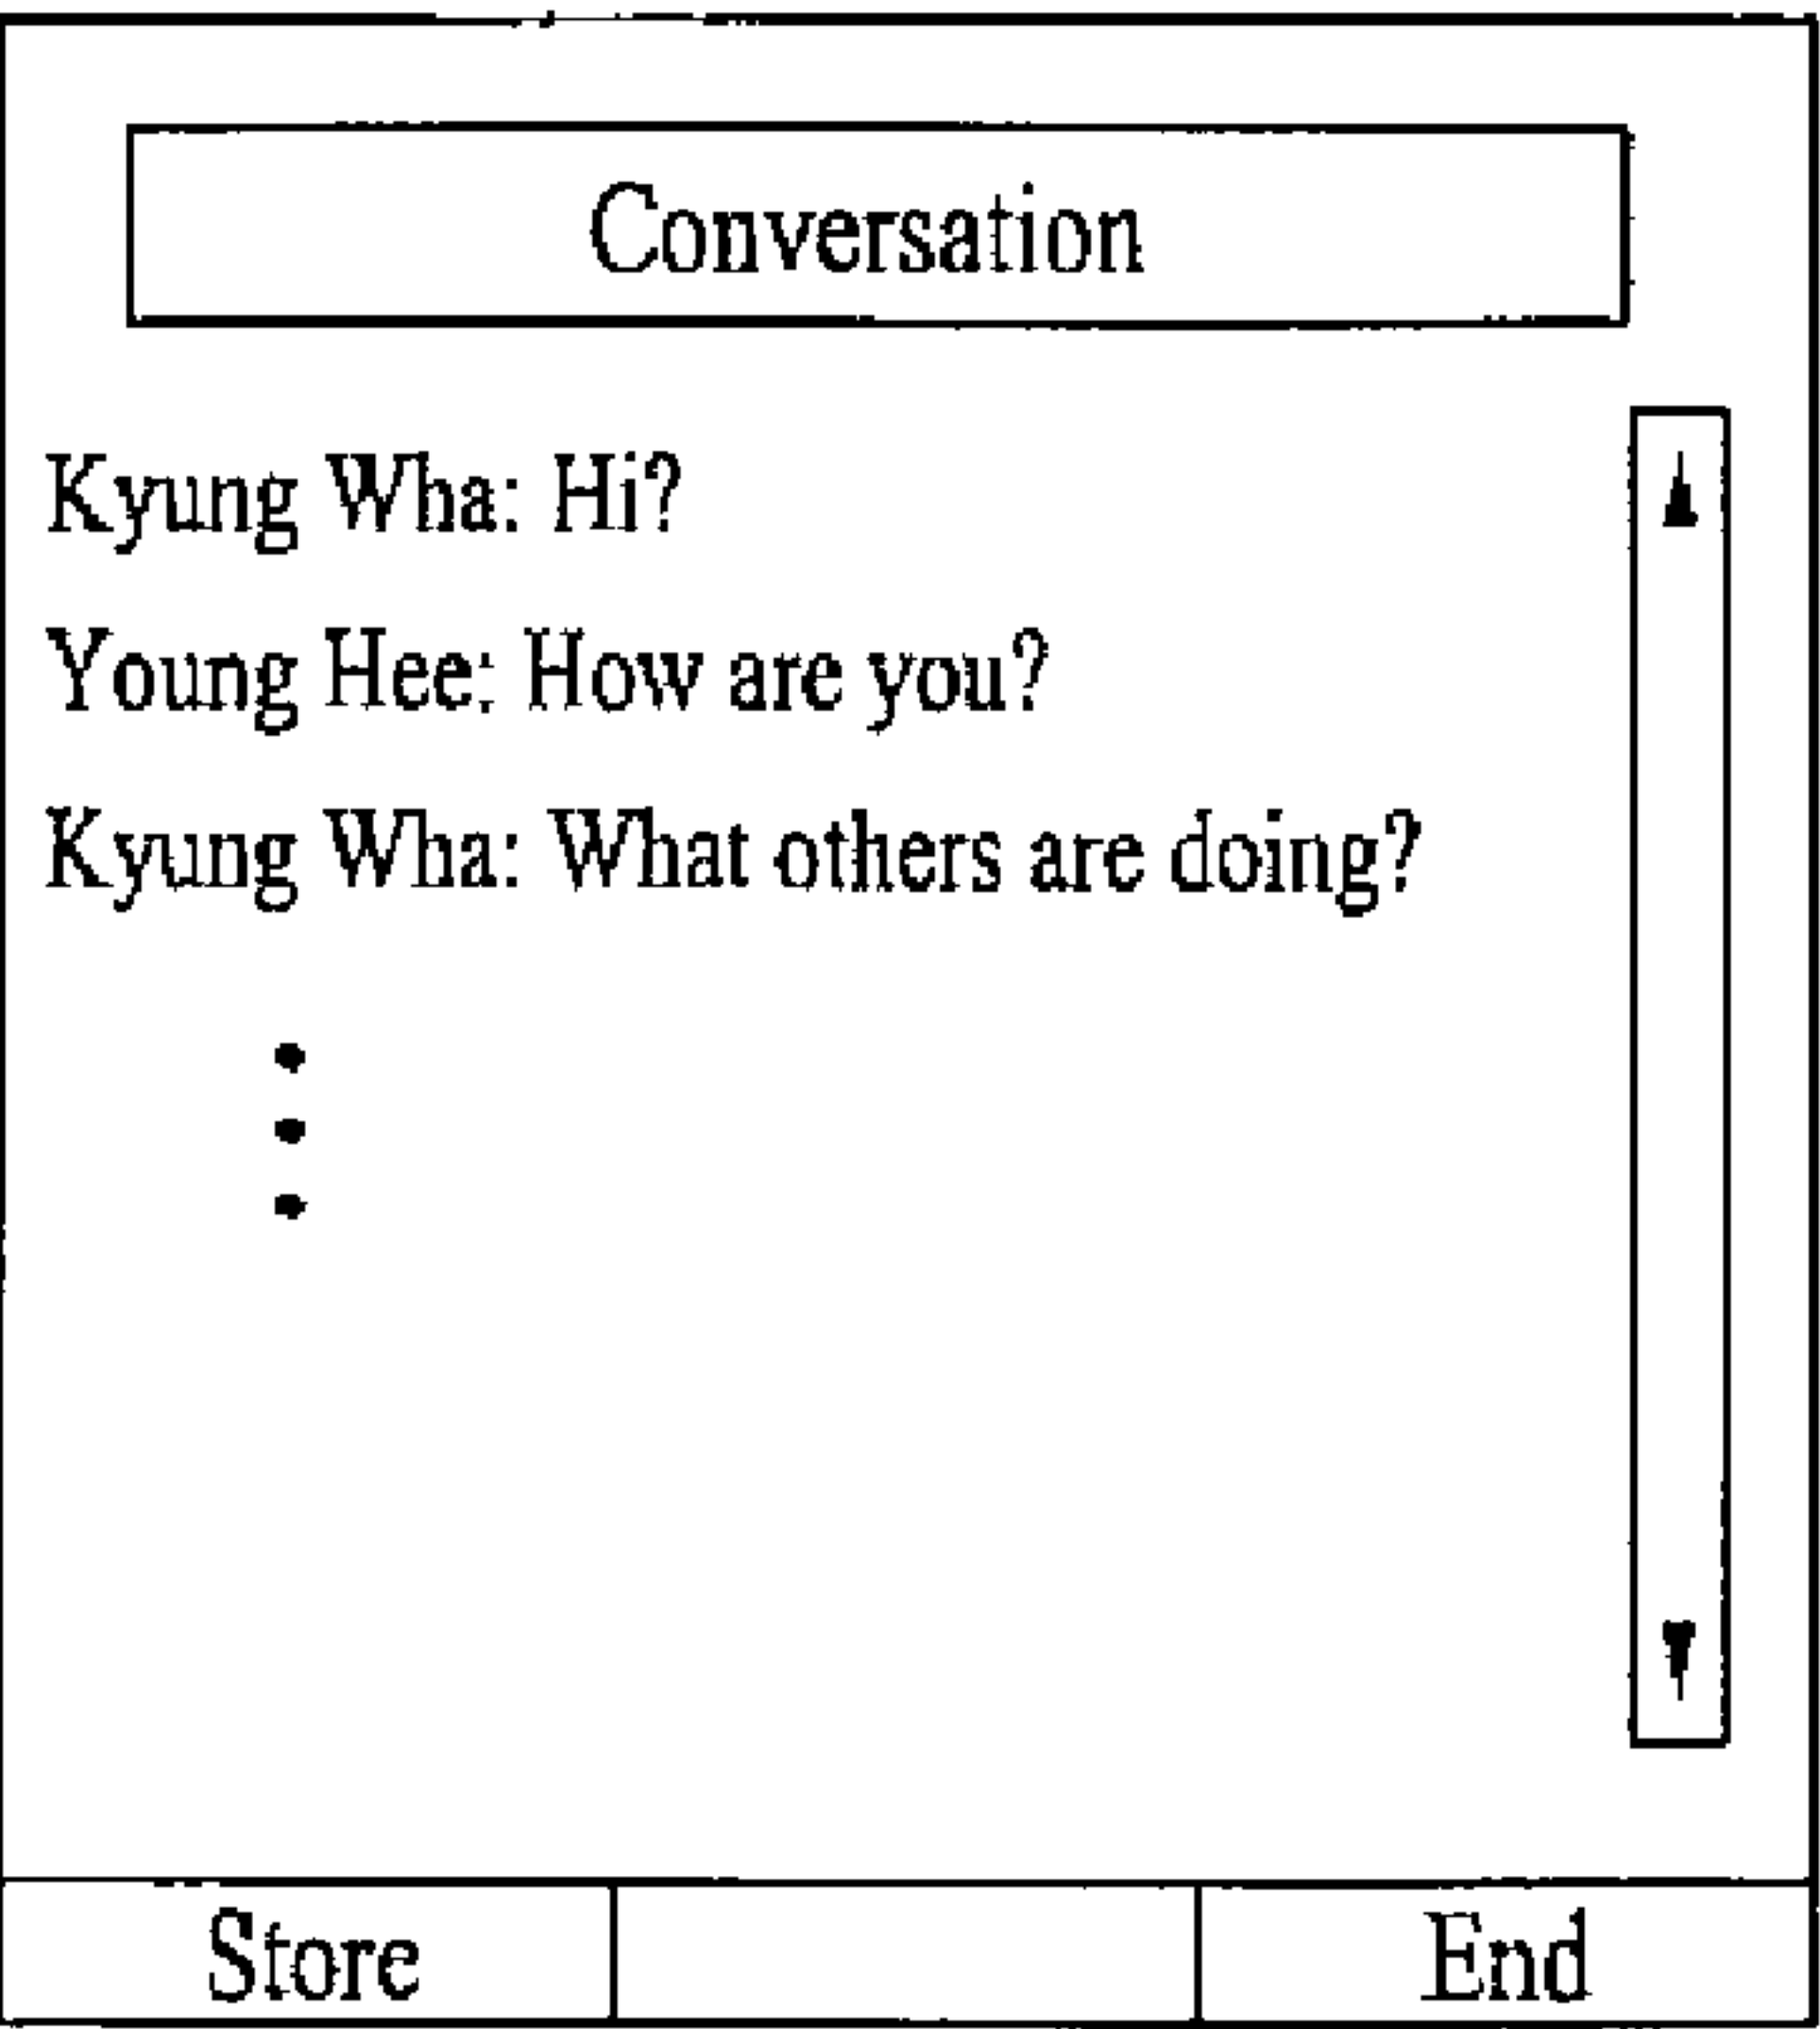 Conversation
Kyung Wha: Hi?
Young Hee: How are you?
Kyung Wha: What others are doing?
Store
End